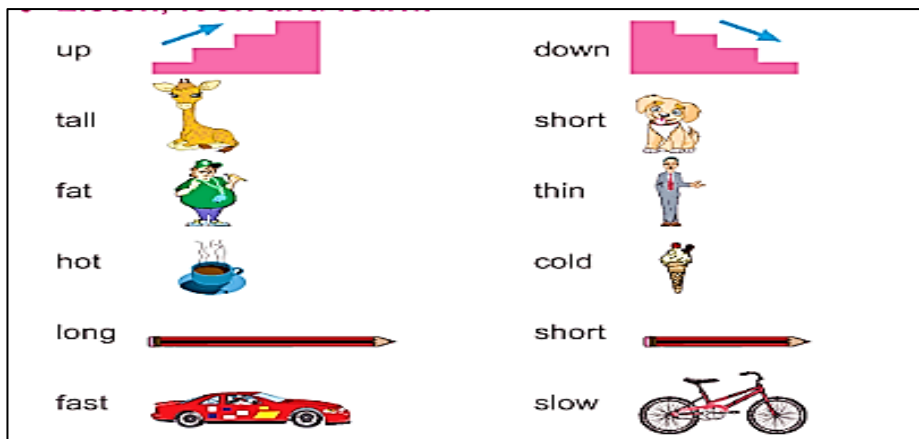 up down
tall short
fat thin
hot cold
long short
fast slow